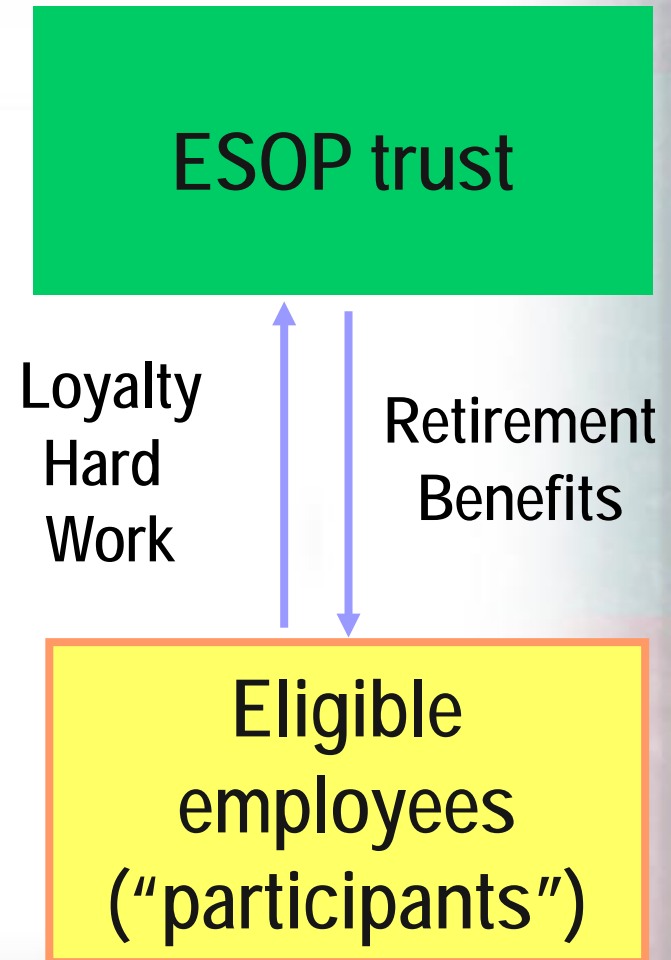 ESOP trust
Loyalty
Hard
Work
Retirement
Benefits
Eligible
employees
("participants")